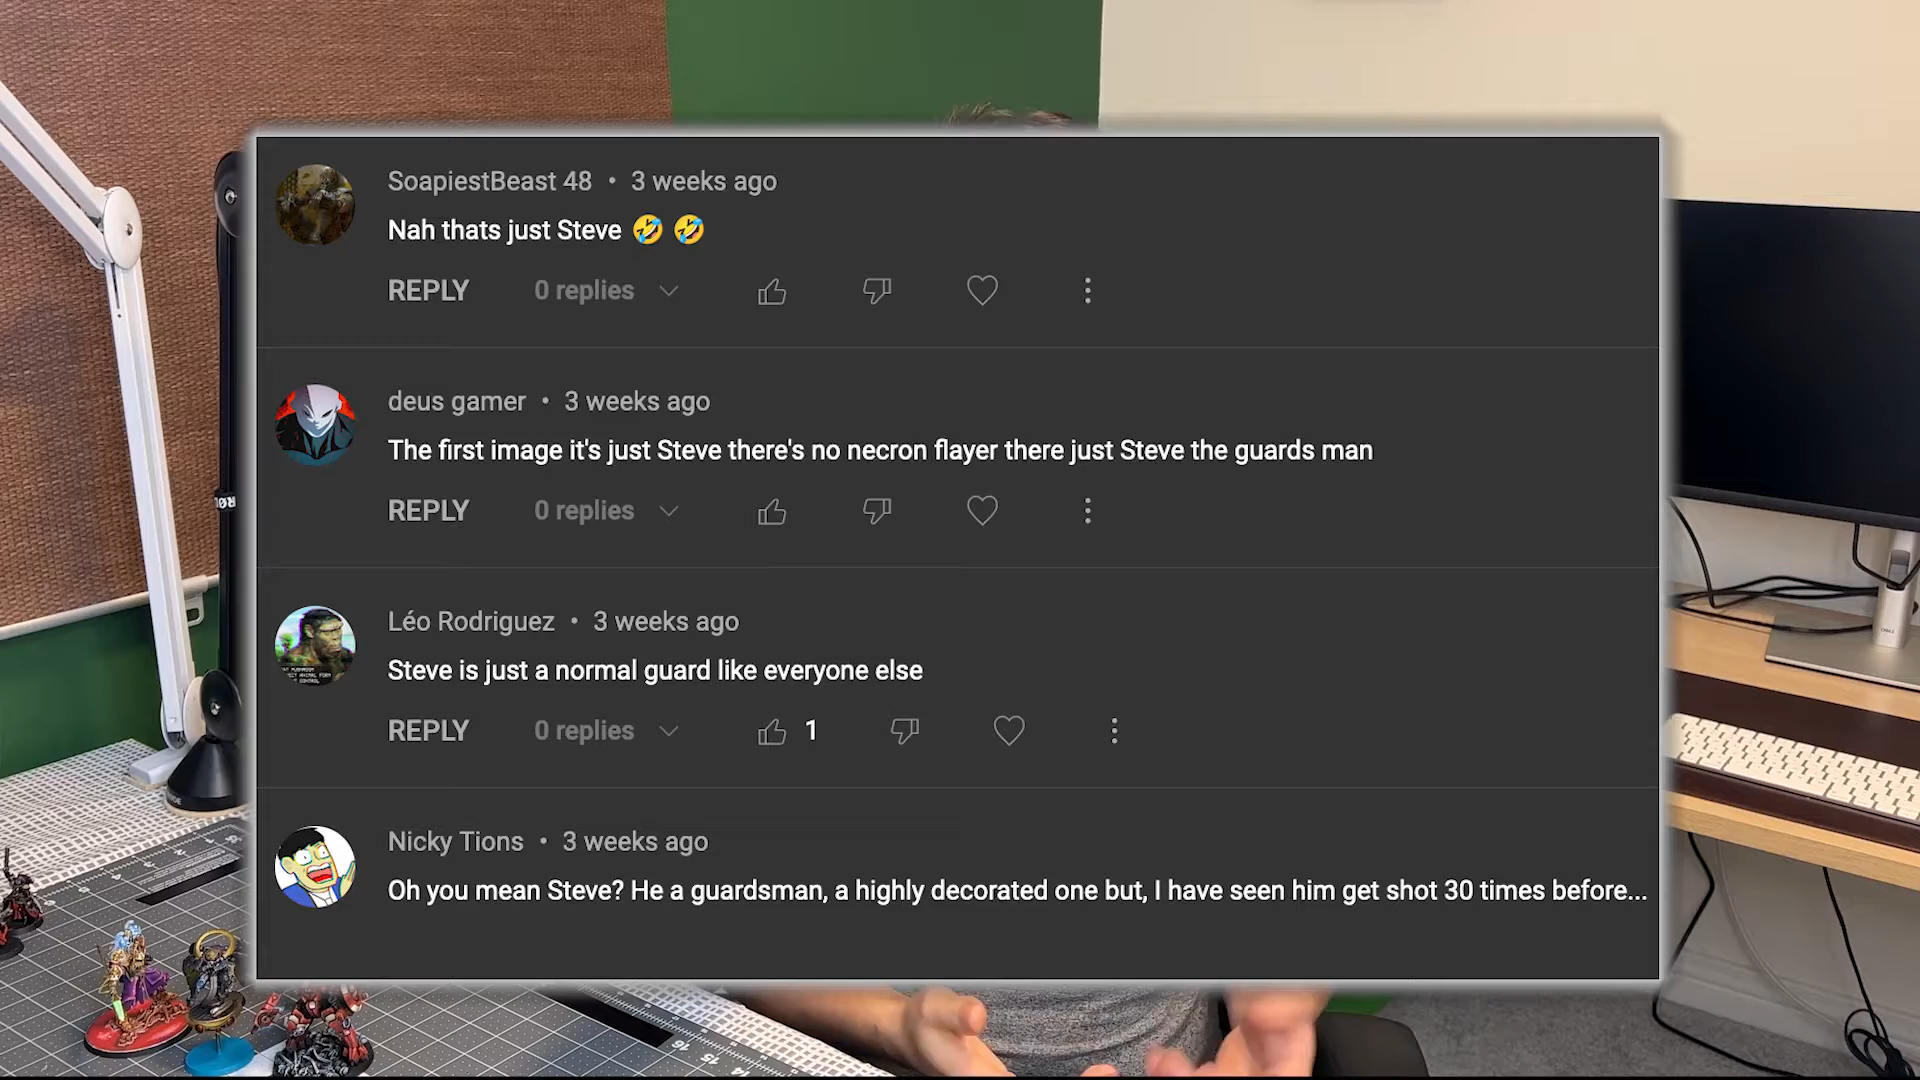 SoapiestBeast 48 • 3 weeks ago
Nah thats just Steve 🤣 🤣
REPLY 0 replies
deus gamer • 3 weeks ago
The first image it's just Steve there's no necron flayer there just Steve the guards man
REPLY 0 replies
Léo Rodriguez • 3 weeks ago
Steve is just a normal guard like everyone else
REPLY 0 replies 1
Nicky Tions • 3 weeks ago
Oh you mean Steve? He a guardsman, a highly decorated one but, I have seen him get shot 30 times before...
16
15
14